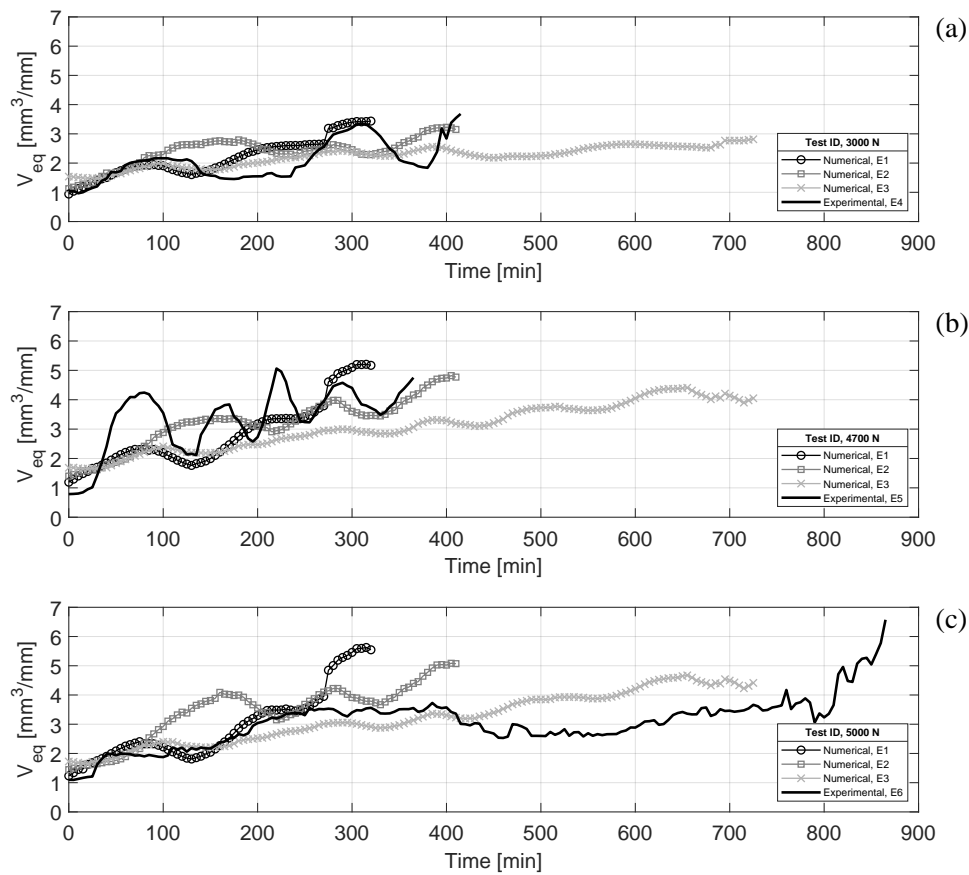 (a)
7
6
5
4
3
2
1
0
V_eq [mm³/mm]
0 100 200 300 400 500 600 700 800 900
Time [min]
Test ID, 3000 N
Numerical, E1
Numerical, E2
Numerical, E3
Experimental, E4
(b)
7
6
5
4
3
2
1
0
V_eq [mm³/mm]
0 100 200 300 400 500 600 700 800 900
Time [min]
Test ID, 4700 N
Numerical, E1
Numerical, E2
Numerical, E3
Experimental, E5
(c)
7
6
5
4
3
2
1
0
V_eq [mm³/mm]
0 100 200 300 400 500 600 700 800 900
Time [min]
Test ID, 5000 N
Numerical, E1
Numerical, E2
Numerical, E3
Experimental, E6